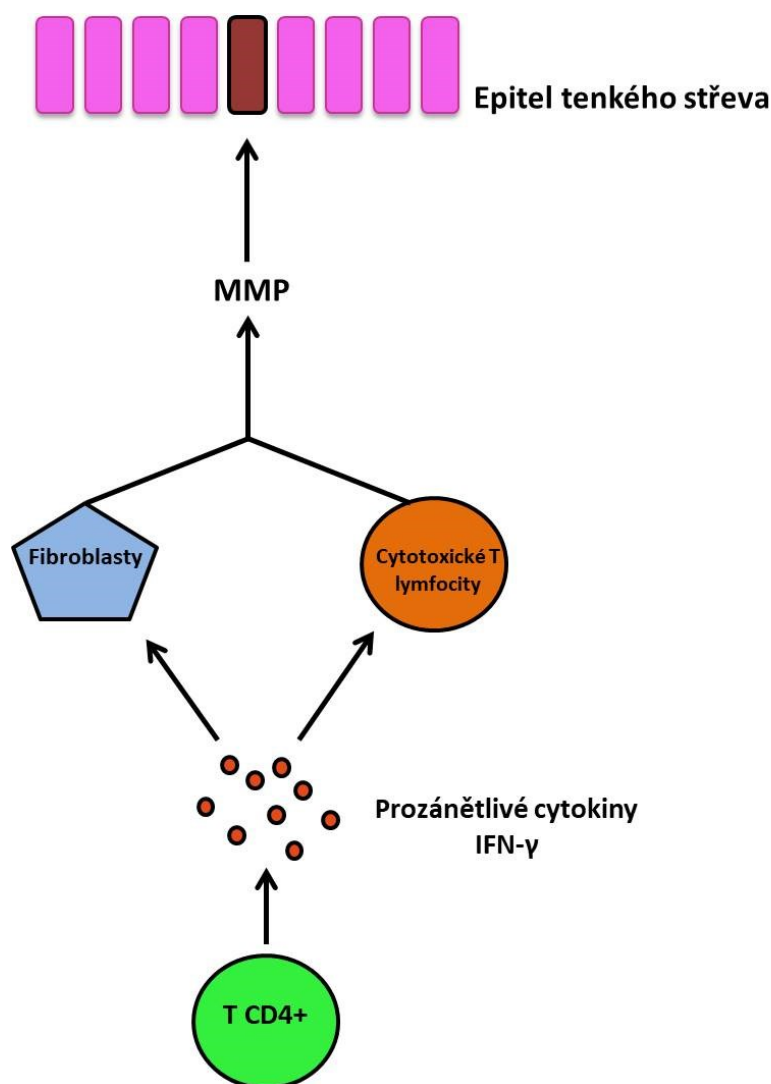 Epitel tenkého střeva
MMP
Fibroblasty
Cytotoxické T
lymfocity
Prozánětlivé cytokiny
IFN-γ
T CD4+